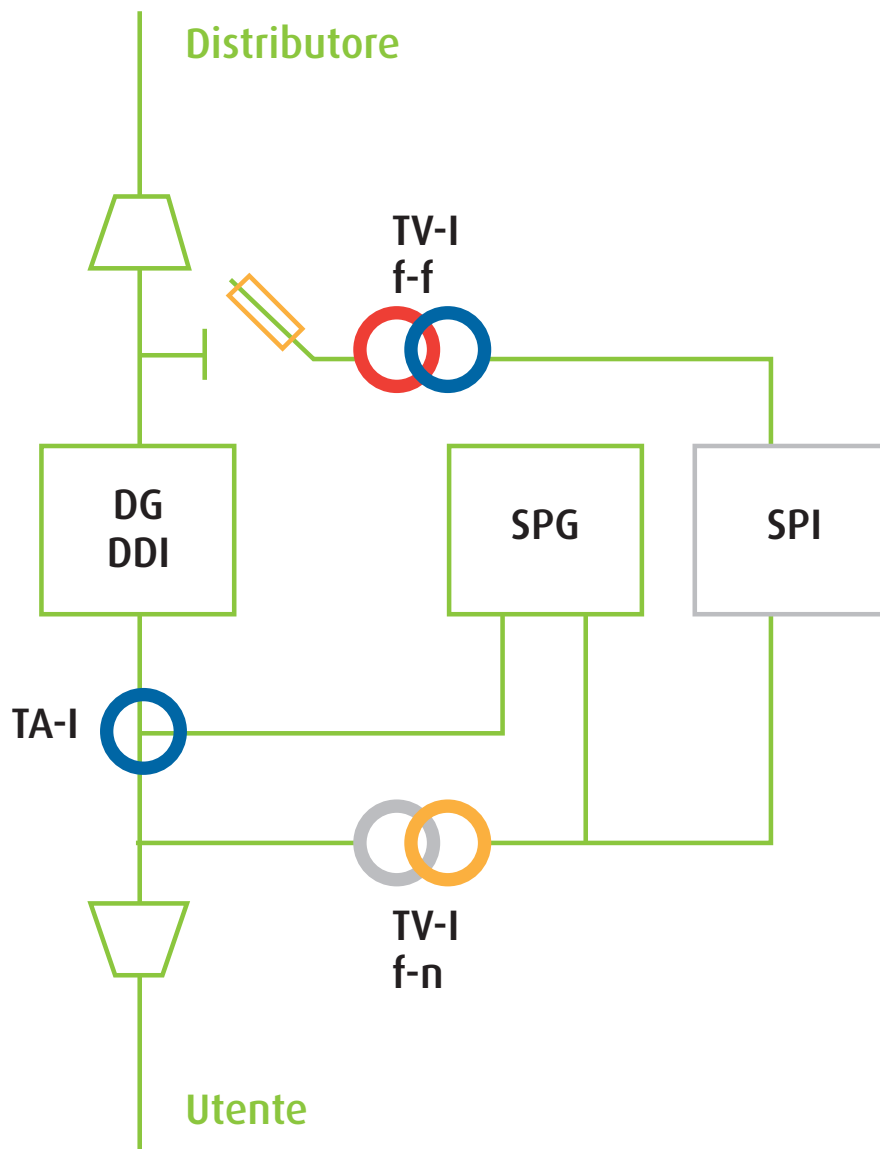 Distributore
TV-I
f-f
DG
DDI
SPG
SPI
TA-I
TV-I
f-n
Utente